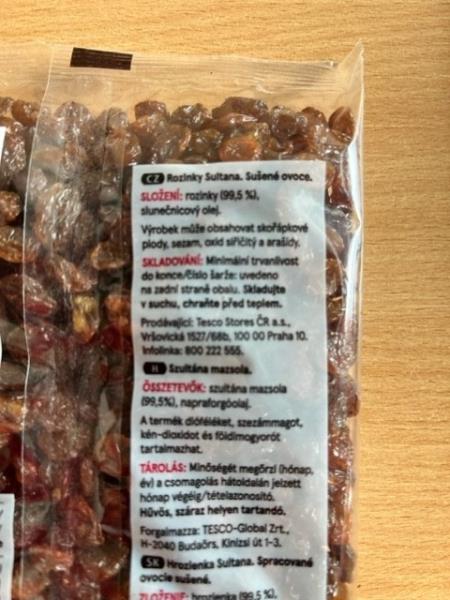 CZ Rozinky Sultana. Sušené ovoce.
SLOŽENÍ: rozinky (99,5 %),
slunečnicový olej.
Výrobek může obsahovat skořápkové
plody, sezam, oxid siřičitý a arašídy.
SKLADOVÁNÍ: Minimální trvanlivost
do konce/číslo šarže: uvedeno
na zadní straně obalu. Skladujte
v suchu, chraňte před teplem.
Prodávající: Tesco Stores ČR a.s.,
Vršovická 1527/68b, 100 00 Praha 10.
Infolinka: 800 222 555.
H Szultána mazsola.
ÖSSZETEVŐK: szultána mazsola
(99,5%), napraforgóolaj.
A termék dióféléket, szezámmagot,
kén-dioxidot és földimogyorót
tartalmazhat.
TÁROLÁS: Minőségét megőrzi (hónap,
év) a csomagolás hátoldalán jelzett
hónap végéig/tételazonosító.
Hűvös, száraz helyen tartandó.
Forgalmazza: TESCO-Global Zrt.,
H-2040 Budaörs, Kinizsi út 1-3.
SK Hrozienka Sultana. Spracované
ovocie sušené.
ZLOŽENIE: hrozienka (99,5 %),